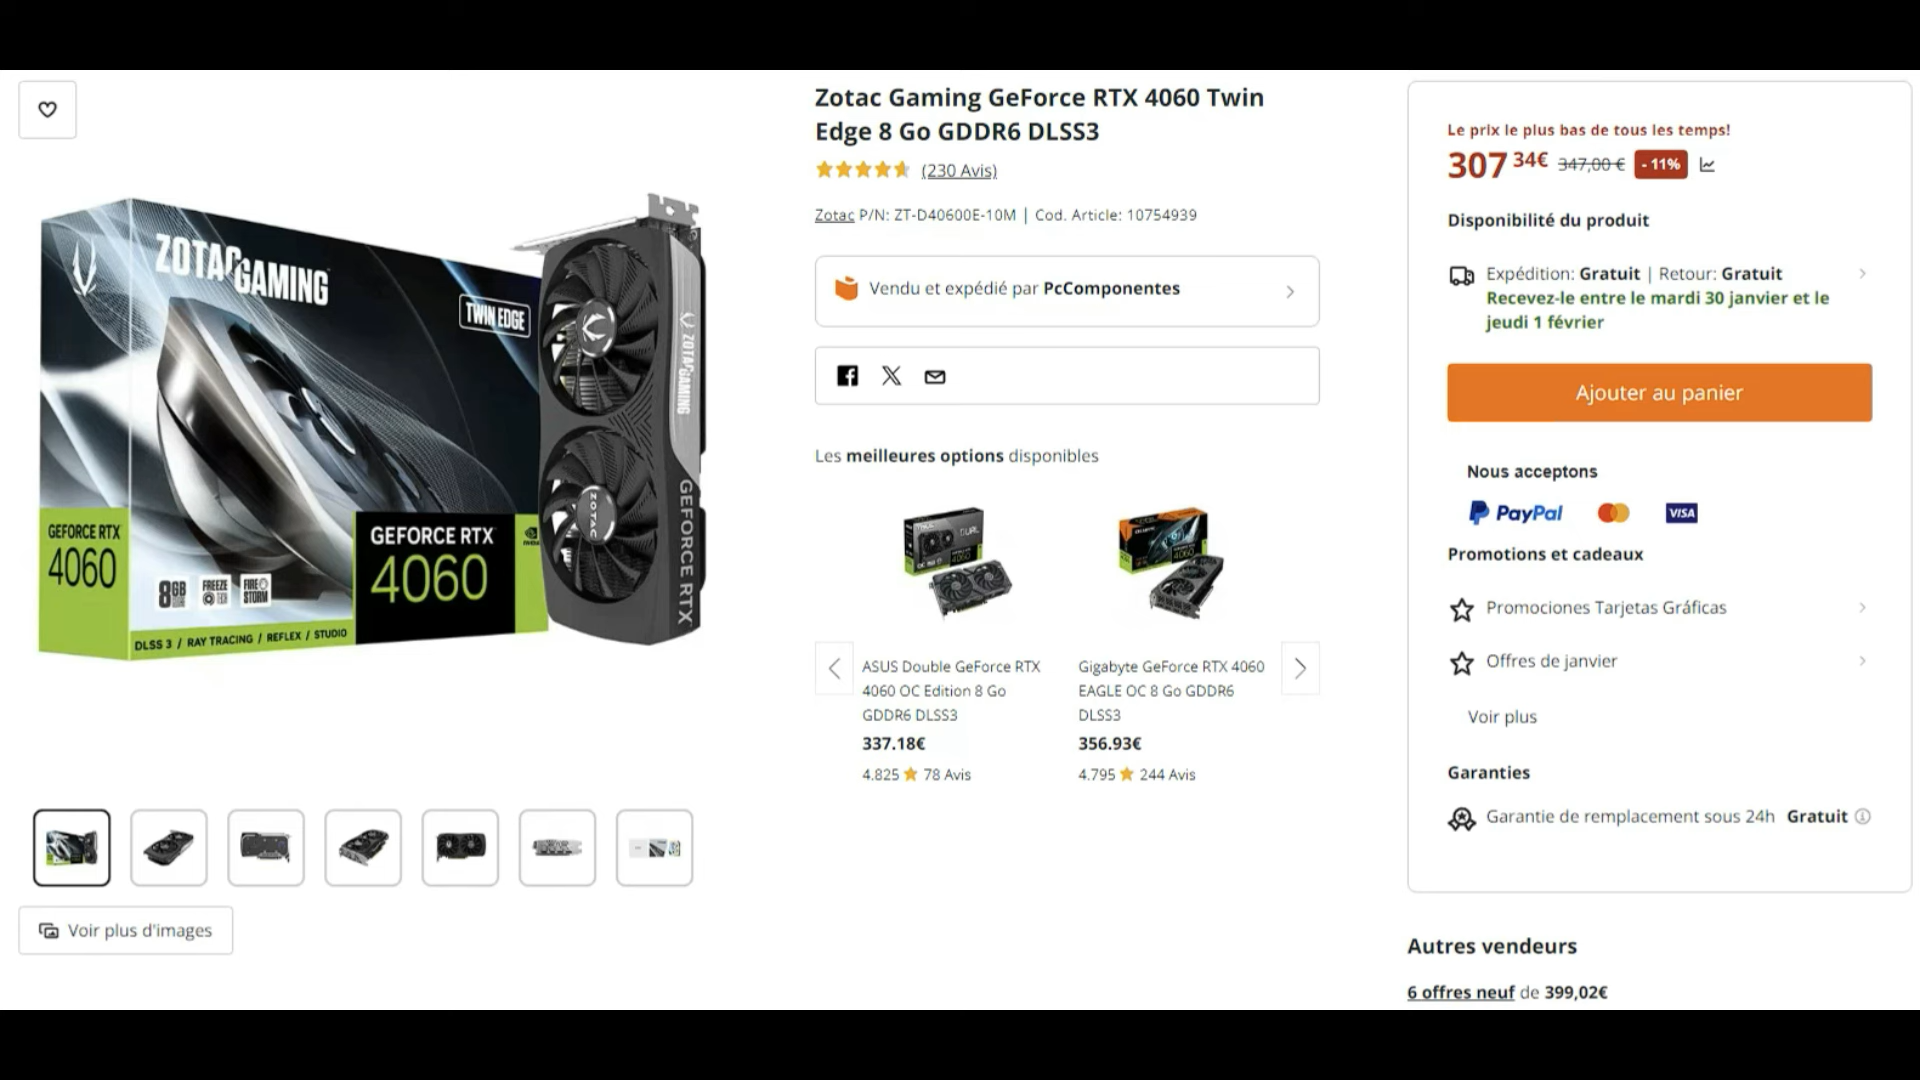 Zotac Gaming GeForce RTX 4060 Twin
Edge 8 Go GDDR6 DLSS3
(230 Avis)
Zotac P/N: ZT-D40600E-10M | Cod. Article: 10754939
Vendu et expédié par PcComponentes
Les meilleures options disponibles
ASUS Double GeForce RTX
4060 OC Edition 8 Go
GDDR6 DLSS3
337.18€
4.825 78 Avis
Gigabyte GeForce RTX 4060
EAGLE OC 8 Go GDDR6
DLSS3
356.93€
4.795 244 Avis
ZOTAC GAMING
TWIN EDGE
GEFORCE RTX
4060
8GB
FREEZE
TECH
FIRE
STORM
GEFORCE RTX
4060
DLSS 3 / RAY TRACING / REFLEX / STUDIO
ZOTAC GAMING
GEFORCE RTX
ZOTAC
Voir plus d'images
Le prix le plus bas de tous les temps!
307 34€ 347,00 € - 11%
Disponibilité du produit
Expédition: Gratuit | Retour: Gratuit
Recevez-le entre le mardi 30 janvier et le
jeudi 1 février
Ajouter au panier
Nous acceptons
PayPal VISA
Promotions et cadeaux
Promociones Tarjetas Gráficas
Offres de janvier
Voir plus
Garanties
Garantie de remplacement sous 24h Gratuit
Autres vendeurs
6 offres neuf de 399,02€